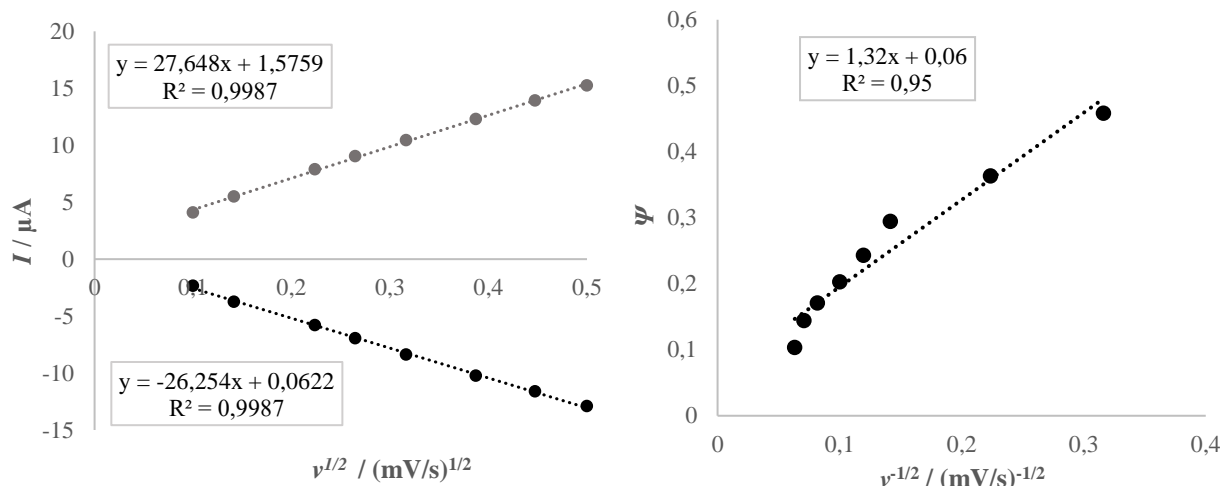 20
15
10
5
0
-5
-10
-15
I / µA
y = 27,648x + 1,5759
R² = 0,9987
0 0,1 0,2 0,3 0,4 0,5
y = -26,254x + 0,0622
R² = 0,9987
v1/2 / (mV/s)1/2
0,6
0,5
0,4
0,3
0,2
0,1
0
Ψ
y = 1,32x + 0,06
R² = 0,95
0 0,1 0,2 0,3 0,4
v-1/2 / (mV/s)-1/2